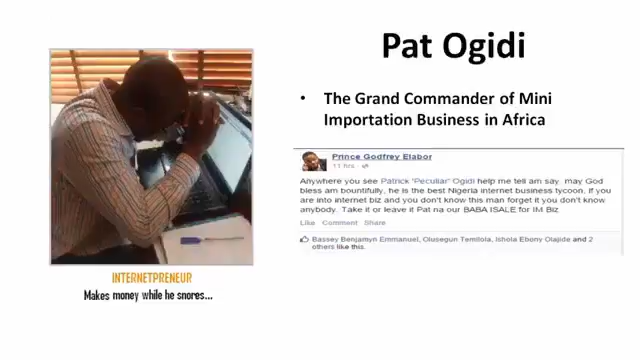 Pat Ogidi
• The Grand Commander of Mini
Importation Business in Africa
Prince Godfrey Elabor
11 hrs ·
Anywhere you see Patrick 'Peculiar' Ogidi help me tell am say may God
bless am bountifully, he is the best Nigeria internet business tycoon, if you
are into internet biz and you don't know this man forget it you don't know
anybody. Take it or leave it Pat na our BABA ISALE for IM Biz
Like Comment Share
Bassey Benjamyn Emmanuel, Olusegun Temilola, Ishola Ebony Olajide and 2
others like this.
INTERNETPRENEUR
Makes money while he snores...